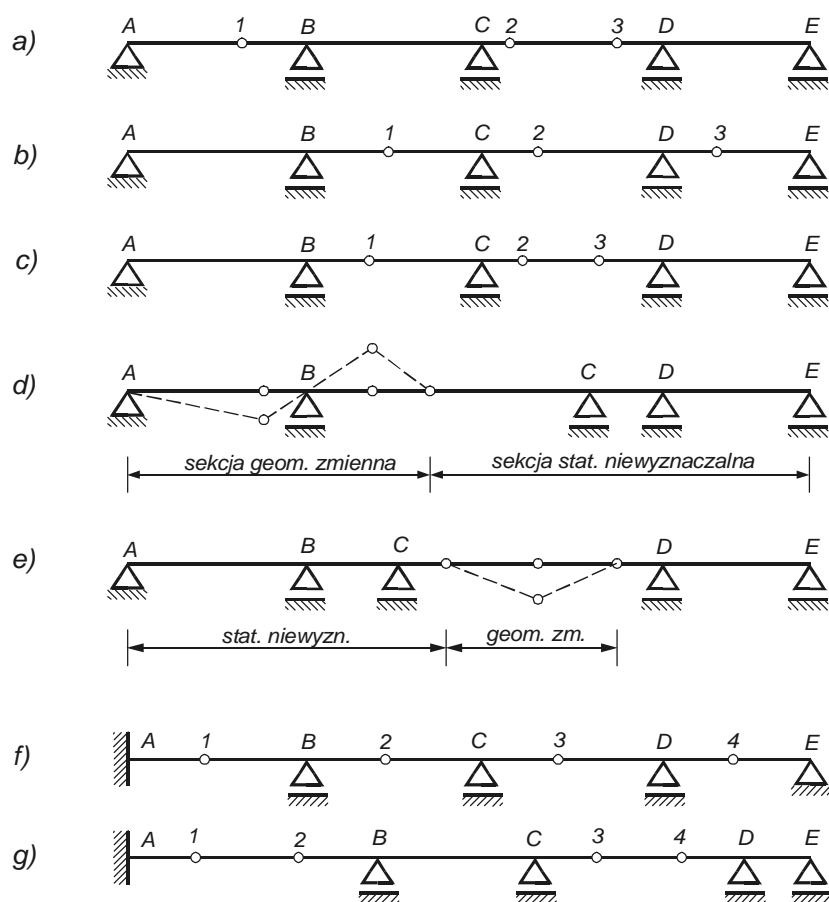 a) A 1 B C 2 3 D E
b) A B 1 C 2 D 3 E
c) A B 1 C 2 3 D E
d) A B C D E
sekcja geom. zmienna sekcja stat. niewyznaczalna
e) A B C D E
stat. niewyzn. geom. zm.
f) A 1 B 2 C 3 D 4 E
g) A 1 2 B C 3 4 D E